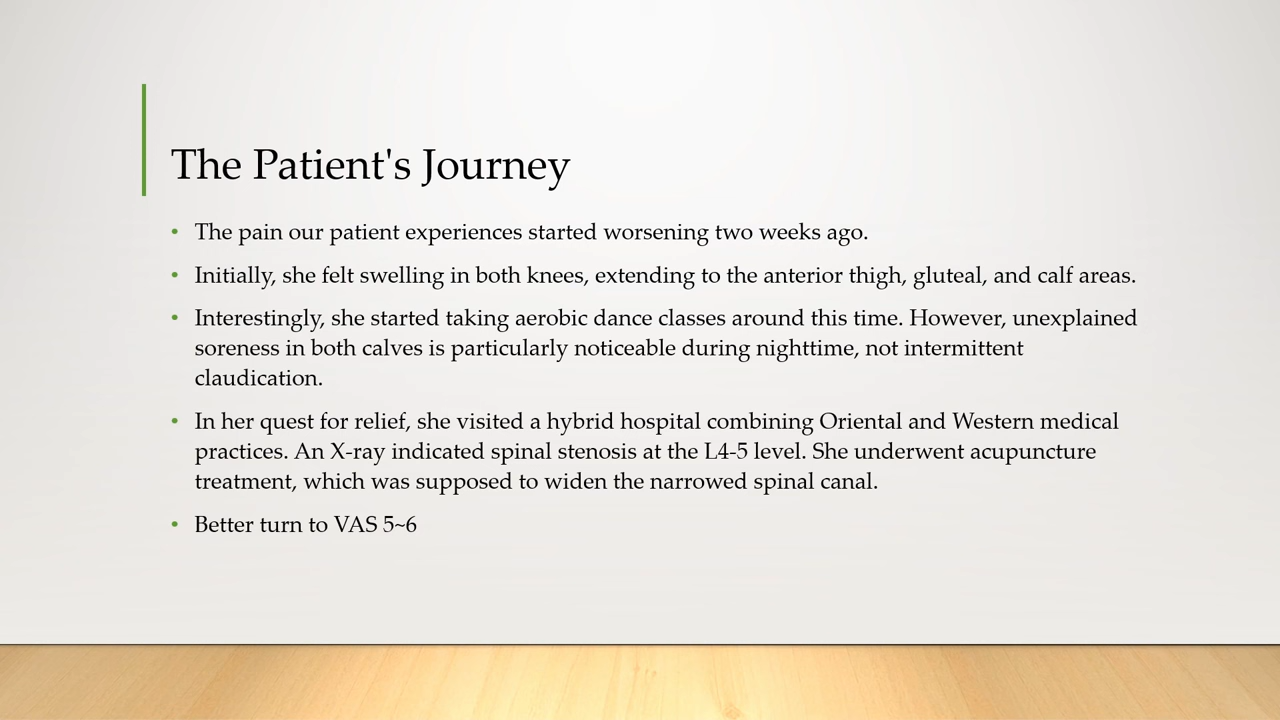 The Patient's Journey
• The pain our patient experiences started worsening two weeks ago.
• Initially, she felt swelling in both knees, extending to the anterior thigh, gluteal, and calf areas.
• Interestingly, she started taking aerobic dance classes around this time. However, unexplained
soreness in both calves is particularly noticeable during nighttime, not intermittent
claudication.
• In her quest for relief, she visited a hybrid hospital combining Oriental and Western medical
practices. An X-ray indicated spinal stenosis at the L4-5 level. She underwent acupuncture
treatment, which was supposed to widen the narrowed spinal canal.
• Better turn to VAS 5~6